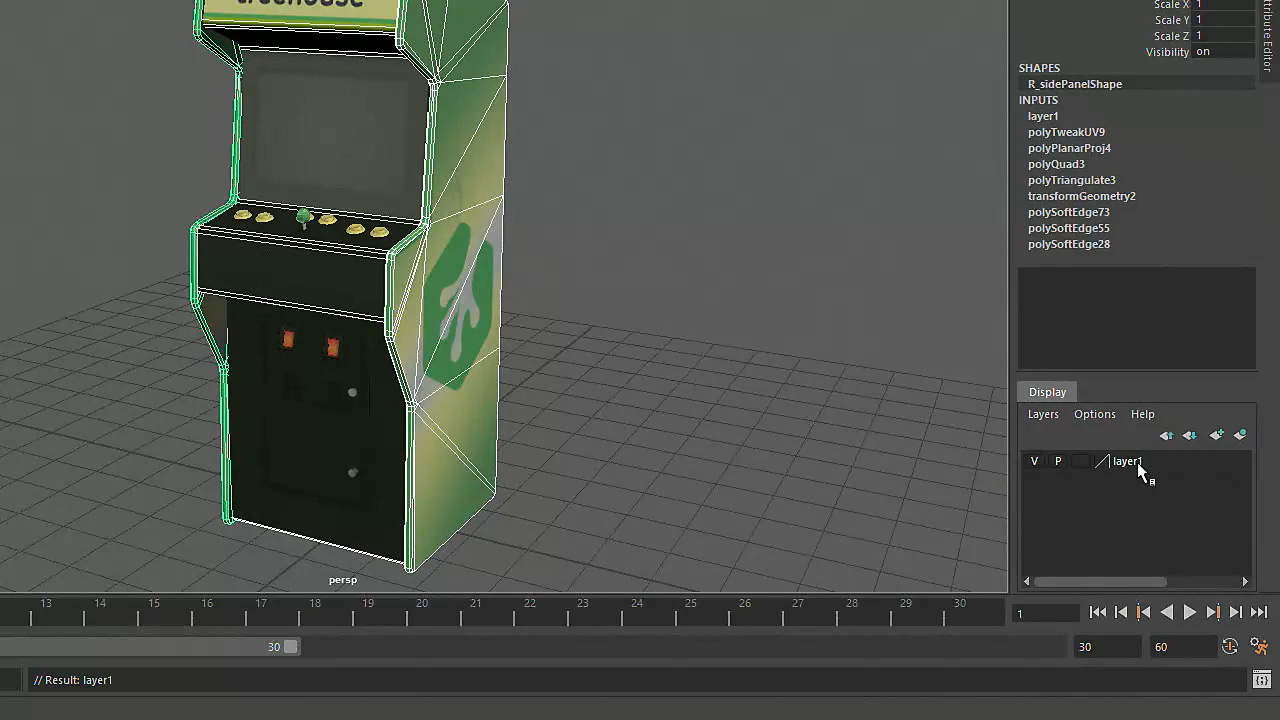 treehouse
Scale X 1
Scale Y 1
Scale Z 1
Visibility on
Attribute Editor
SHAPES
R_sidePanelShape
INPUTS
layer1
polyTweakUV9
polyPlanarProj4
polyQuad3
polyTriangulate3
transformGeometry2
polySoftEdge73
polySoftEdge55
polySoftEdge28
Display
Layers Options Help
V P layer1
persp
13 14 15 16 17 18 19 20 21 22 23 24 25 26 27 28 29 30
1
30
30 60
// Result: layer1